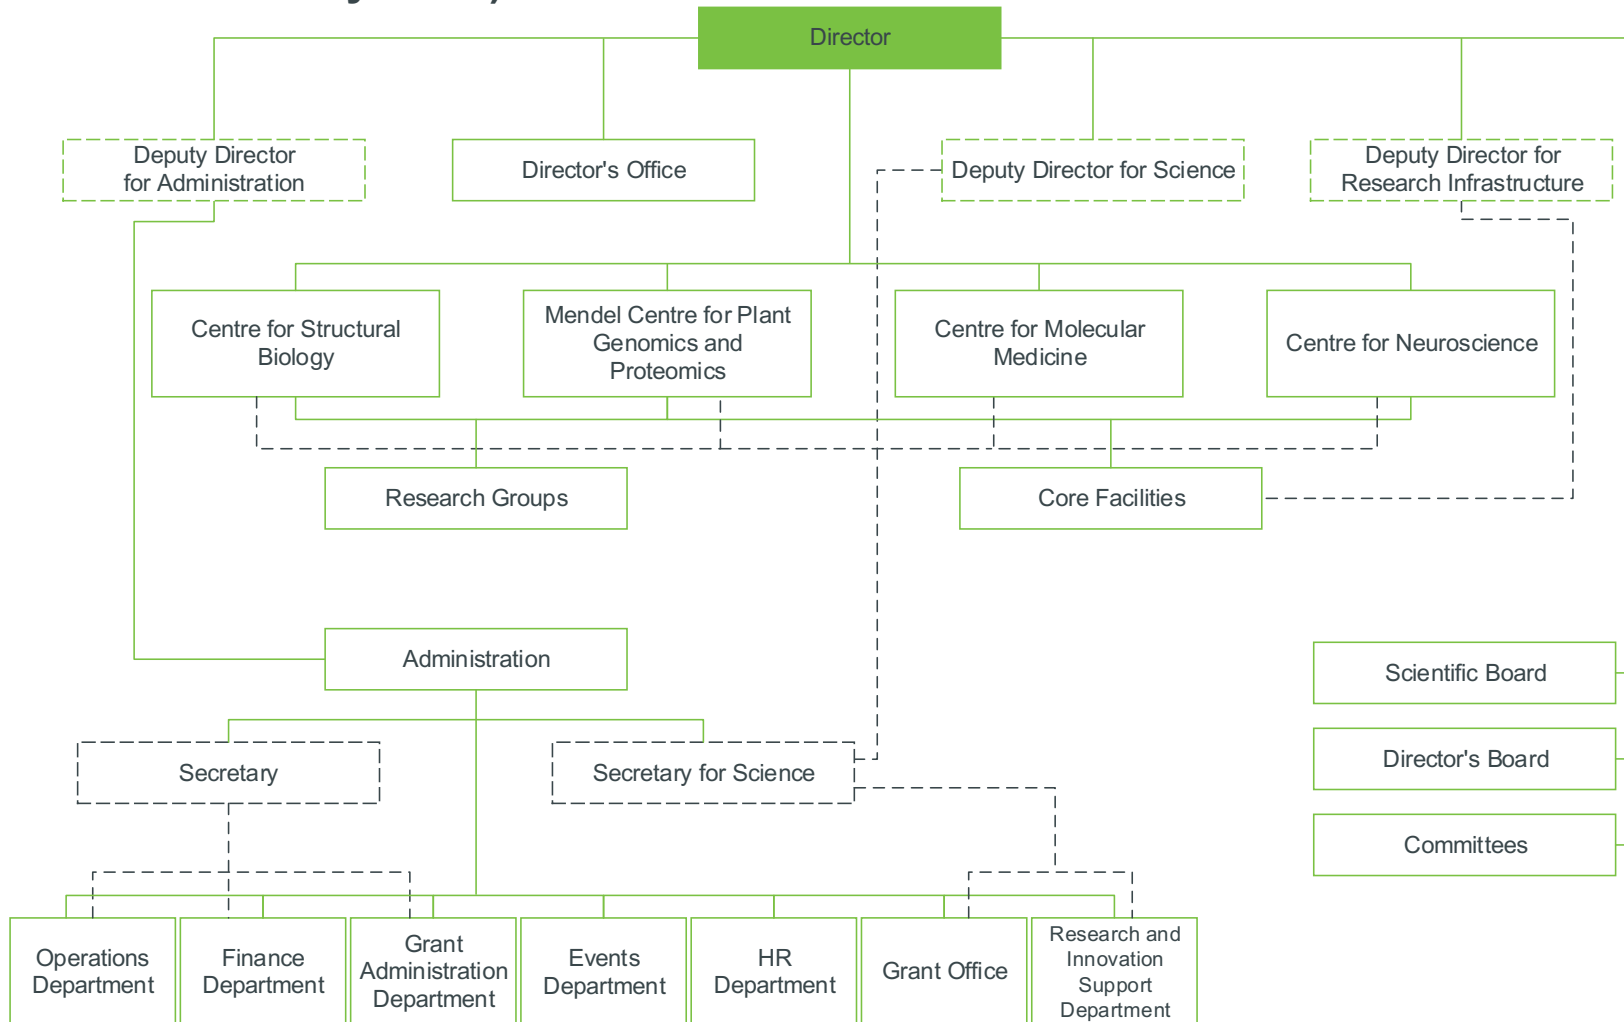 Director
Deputy Director
for Administration
Director's Office
Deputy Director for Science
Deputy Director for
Research Infrastructure
Centre for Structural
Biology
Mendel Centre for Plant
Genomics and
Proteomics
Centre for Molecular
Medicine
Centre for Neuroscience
Research Groups
Core Facilities
Administration
Scientific Board
Secretary
Secretary for Science
Director's Board
Committees
Operations
Department
Finance
Department
Grant
Administration
Department
Events
Department
HR
Department
Grant Office
Research and
Innovation
Support
Department